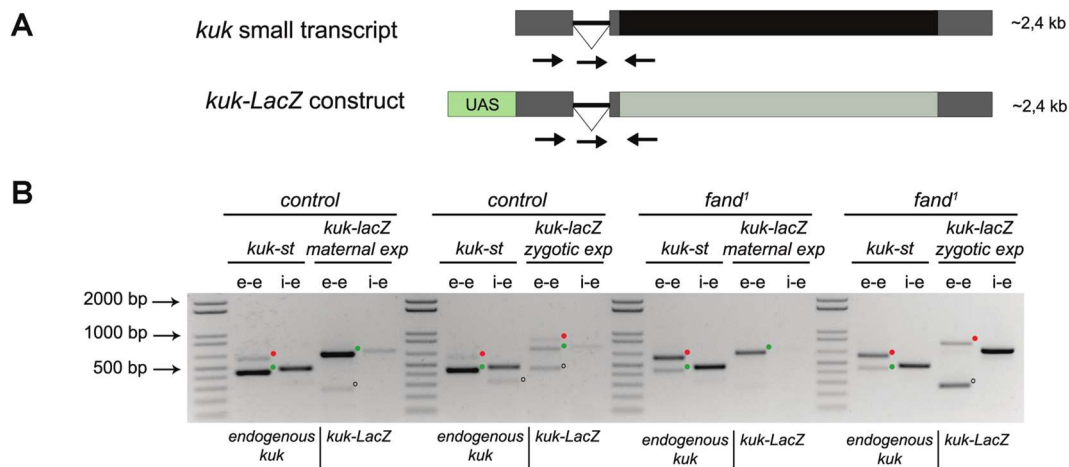 A
kuk small transcript
~2,4 kb
kuk-LacZ construct
UAS
~2,4 kb
B
control
control
fand¹
fand¹
kuk-st
kuk-lacZ
maternal exp
kuk-st
kuk-lacZ
zygotic exp
kuk-st
kuk-lacZ
maternal exp
kuk-st
kuk-lacZ
zygotic exp
e-e i-e e-e i-e e-e i-e e-e i-e e-e i-e e-e i-e e-e i-e e-e i-e
2000 bp
1000 bp
500 bp
endogenous
kuk
kuk-LacZ
endogenous
kuk
kuk-LacZ
endogenous
kuk
kuk-LacZ
endogenous
kuk
kuk-LacZ